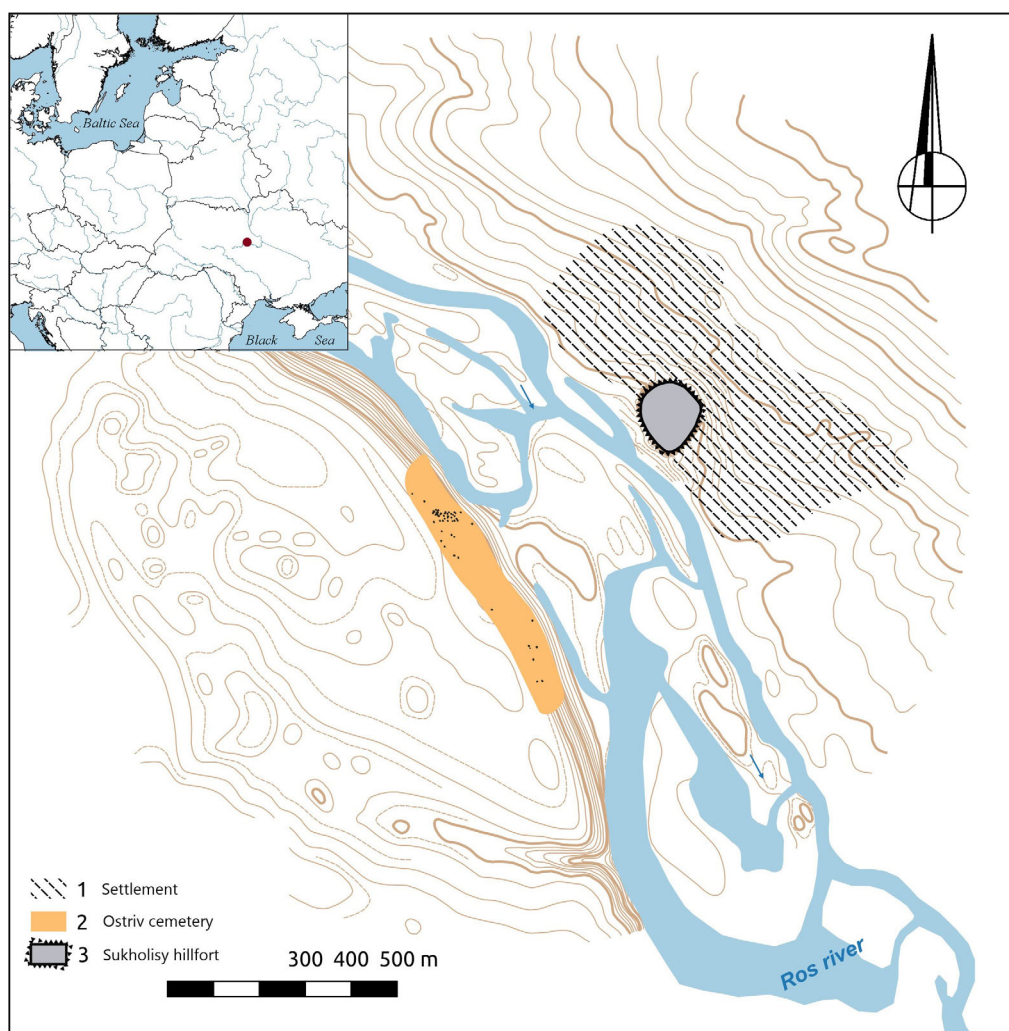 Baltic Sea
Black Sea
1 Settlement
2 Ostriv cemetery
3 Sukholisy hillfort
300 400 500 m
Ros river